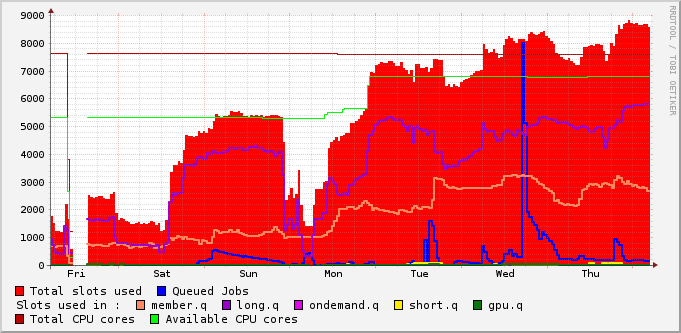 9000
8000
7000
6000
5000
4000
3000
2000
1000
0
Fri Sat Sun Mon Tue Wed Thu
RRDTOOL / TOBI OETIKER
Total slots used Queued Jobs
Slots used in : member.q long.q ondemand.q short.q gpu.q
Total CPU cores Available CPU cores